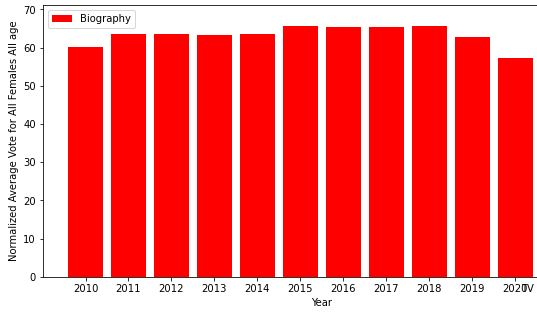 Biography
Normalized Average Vote for All Females All age
70
60
50
40
30
20
10
0
2010 2011 2012 2013 2014 2015 2016 2017 2018 2019 2020 TV
Year